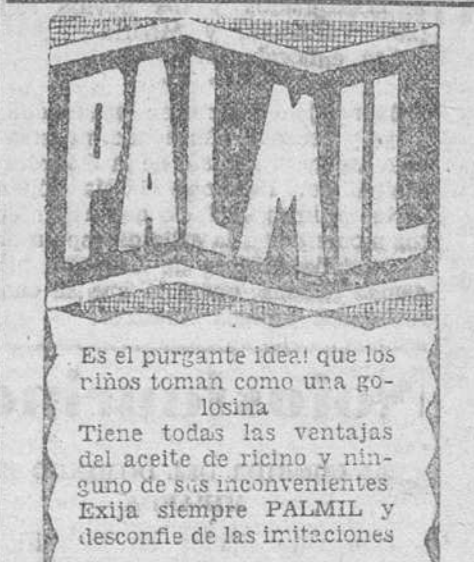 PALMIL
Es el purgante ideal que los
niños toman como una go-
losina
Tiene todas las ventajas
del aceite de ricino y nin-
guno de sus inconvenientes
Exija siempre PALMIL y
desconfie de las imitaciones